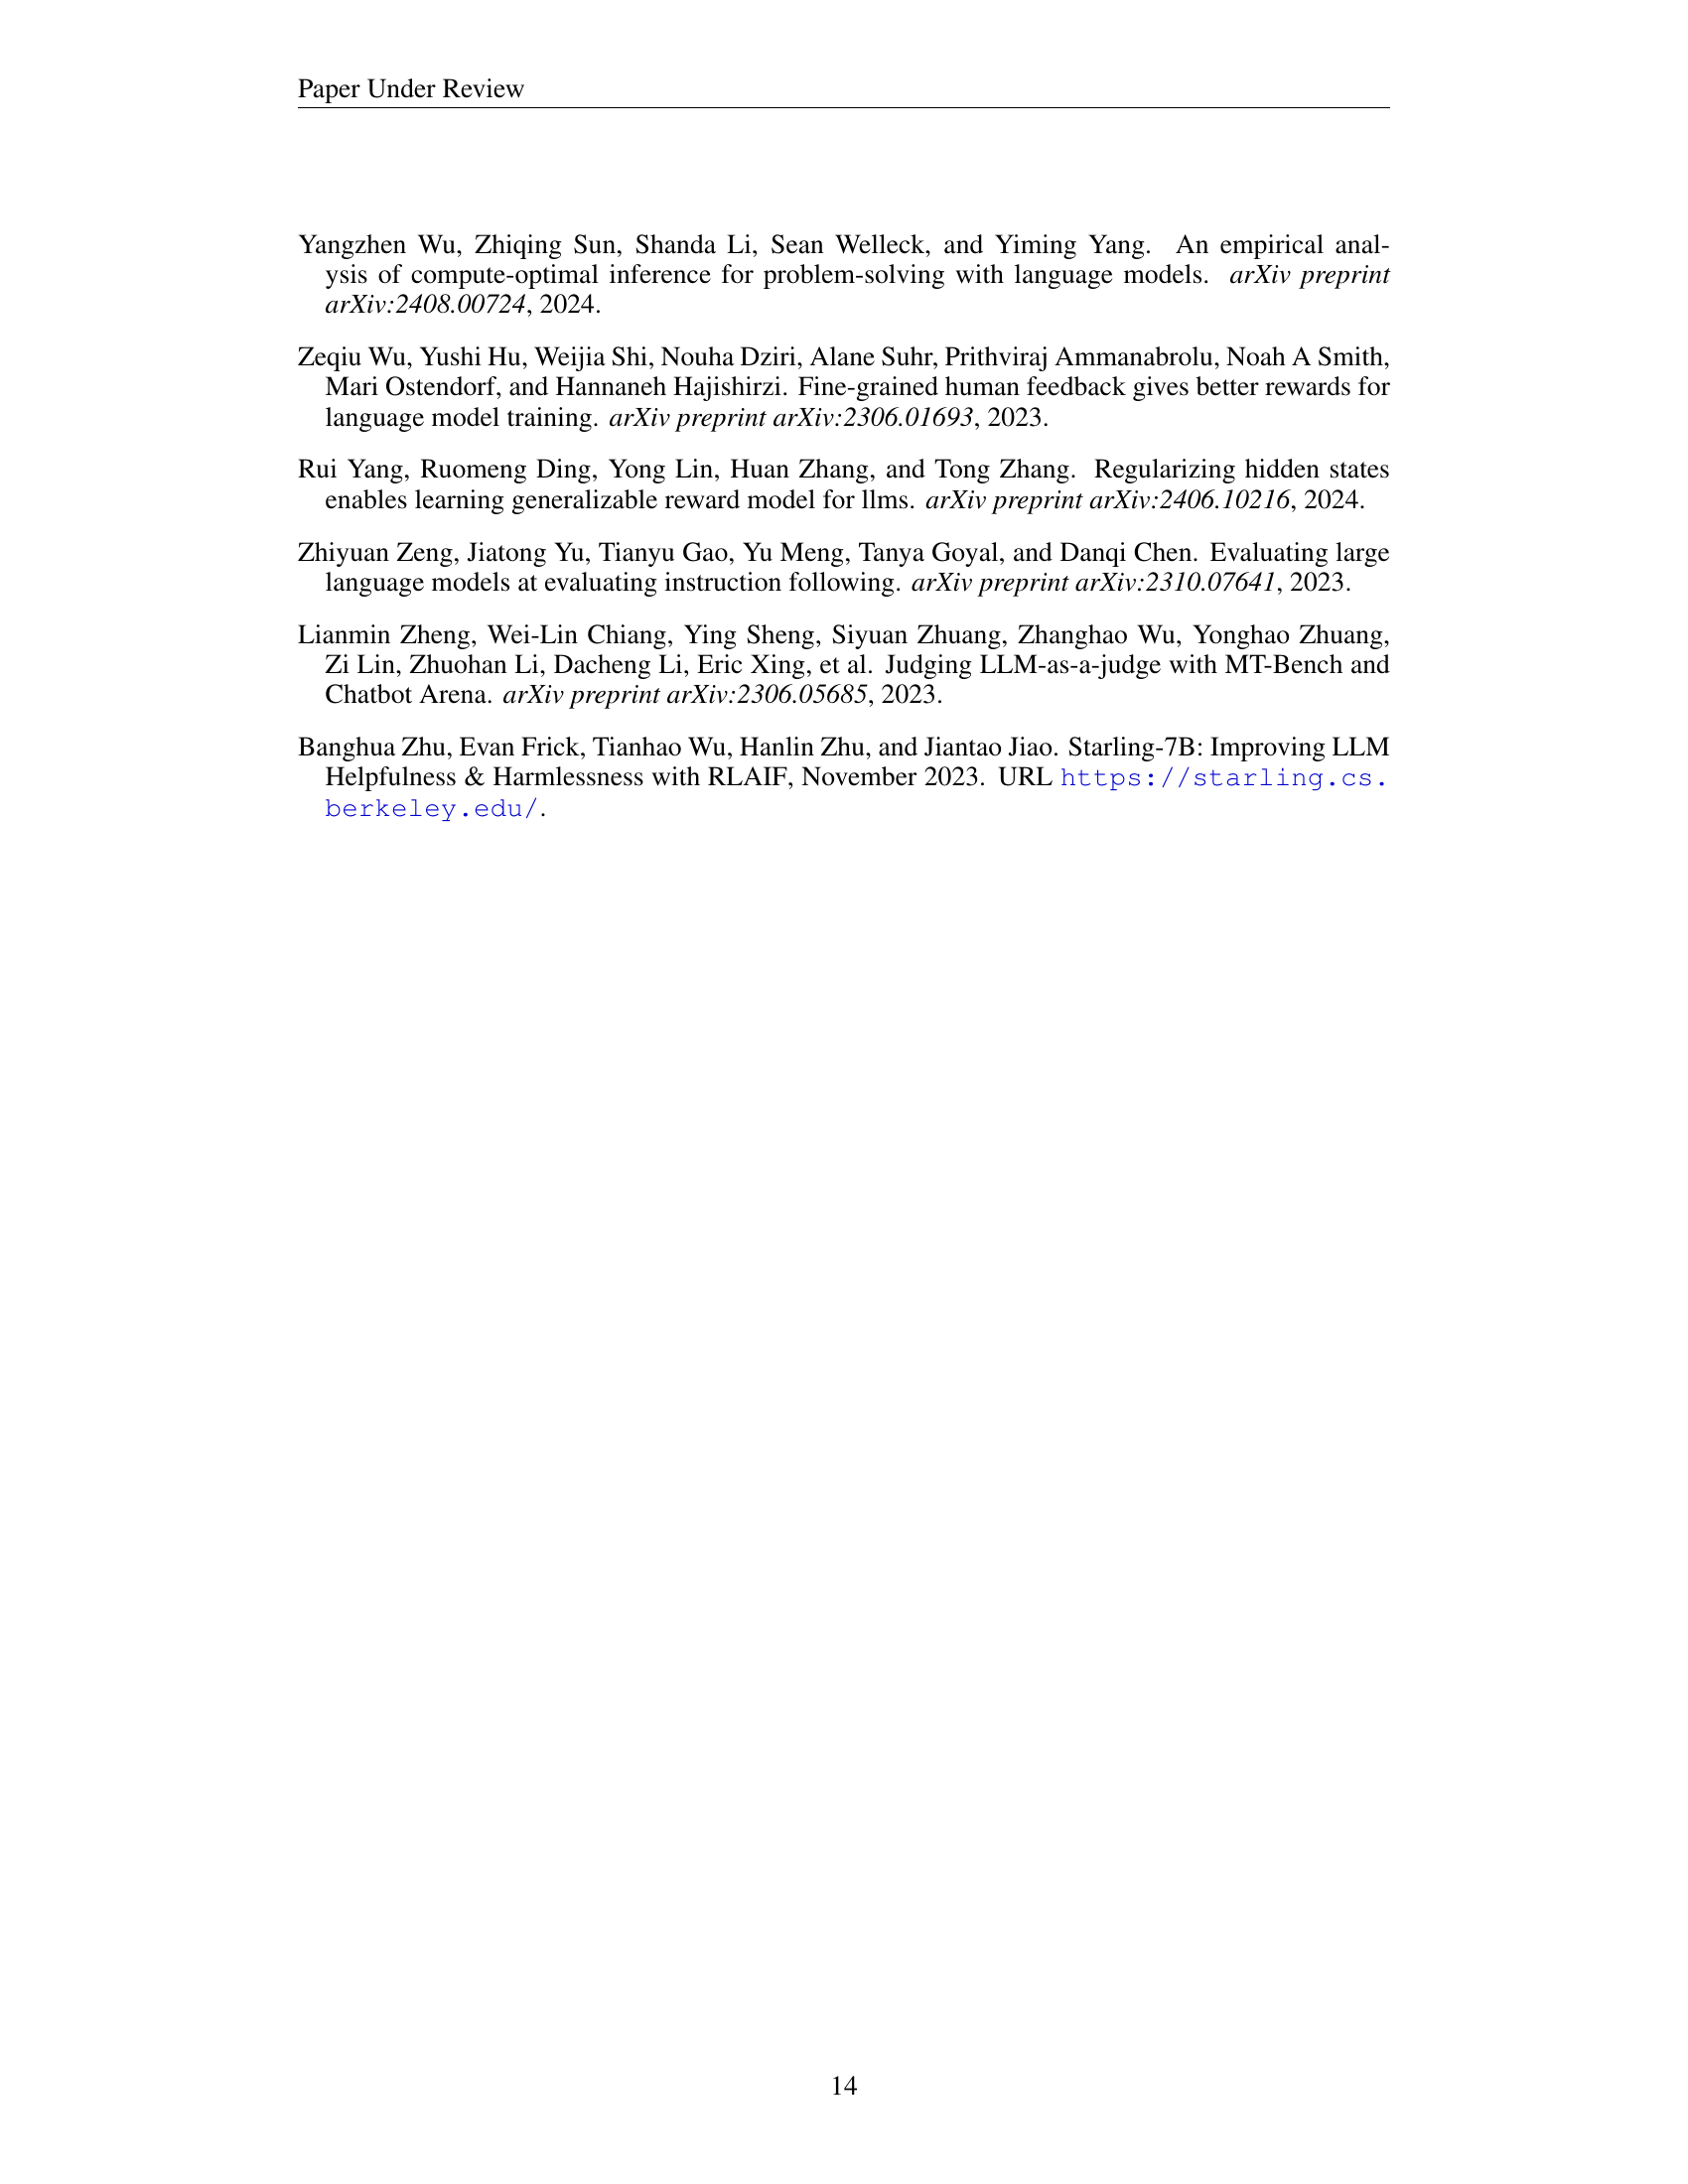 Paper Under Review
Yangzhen Wu, Zhiqing Sun, Shanda Li, Sean Welleck, and Yiming Yang. An empirical anal-
ysis of compute-optimal inference for problem-solving with language models. arXiv preprint
arXiv:2408.00724, 2024.
Zeqiu Wu, Yushi Hu, Weijia Shi, Nouha Dziri, Alane Suhr, Prithviraj Ammanabrolu, Noah A Smith,
Mari Ostendorf, and Hannaneh Hajishirzi. Fine-grained human feedback gives better rewards for
language model training. arXiv preprint arXiv:2306.01693, 2023.
Rui Yang, Ruomeng Ding, Yong Lin, Huan Zhang, and Tong Zhang. Regularizing hidden states
enables learning generalizable reward model for llms. arXiv preprint arXiv:2406.10216, 2024.
Zhiyuan Zeng, Jiatong Yu, Tianyu Gao, Yu Meng, Tanya Goyal, and Danqi Chen. Evaluating large
language models at evaluating instruction following. arXiv preprint arXiv:2310.07641, 2023.
Lianmin Zheng, Wei-Lin Chiang, Ying Sheng, Siyuan Zhuang, Zhanghao Wu, Yonghao Zhuang,
Zi Lin, Zhuohan Li, Dacheng Li, Eric Xing, et al. Judging LLM-as-a-judge with MT-Bench and
Chatbot Arena. arXiv preprint arXiv:2306.05685, 2023.
Banghua Zhu, Evan Frick, Tianhao Wu, Hanlin Zhu, and Jiantao Jiao. Starling-7B: Improving LLM
Helpfulness & Harmlessness with RLAIF, November 2023. URL https://starling.cs.
berkeley.edu/.
14